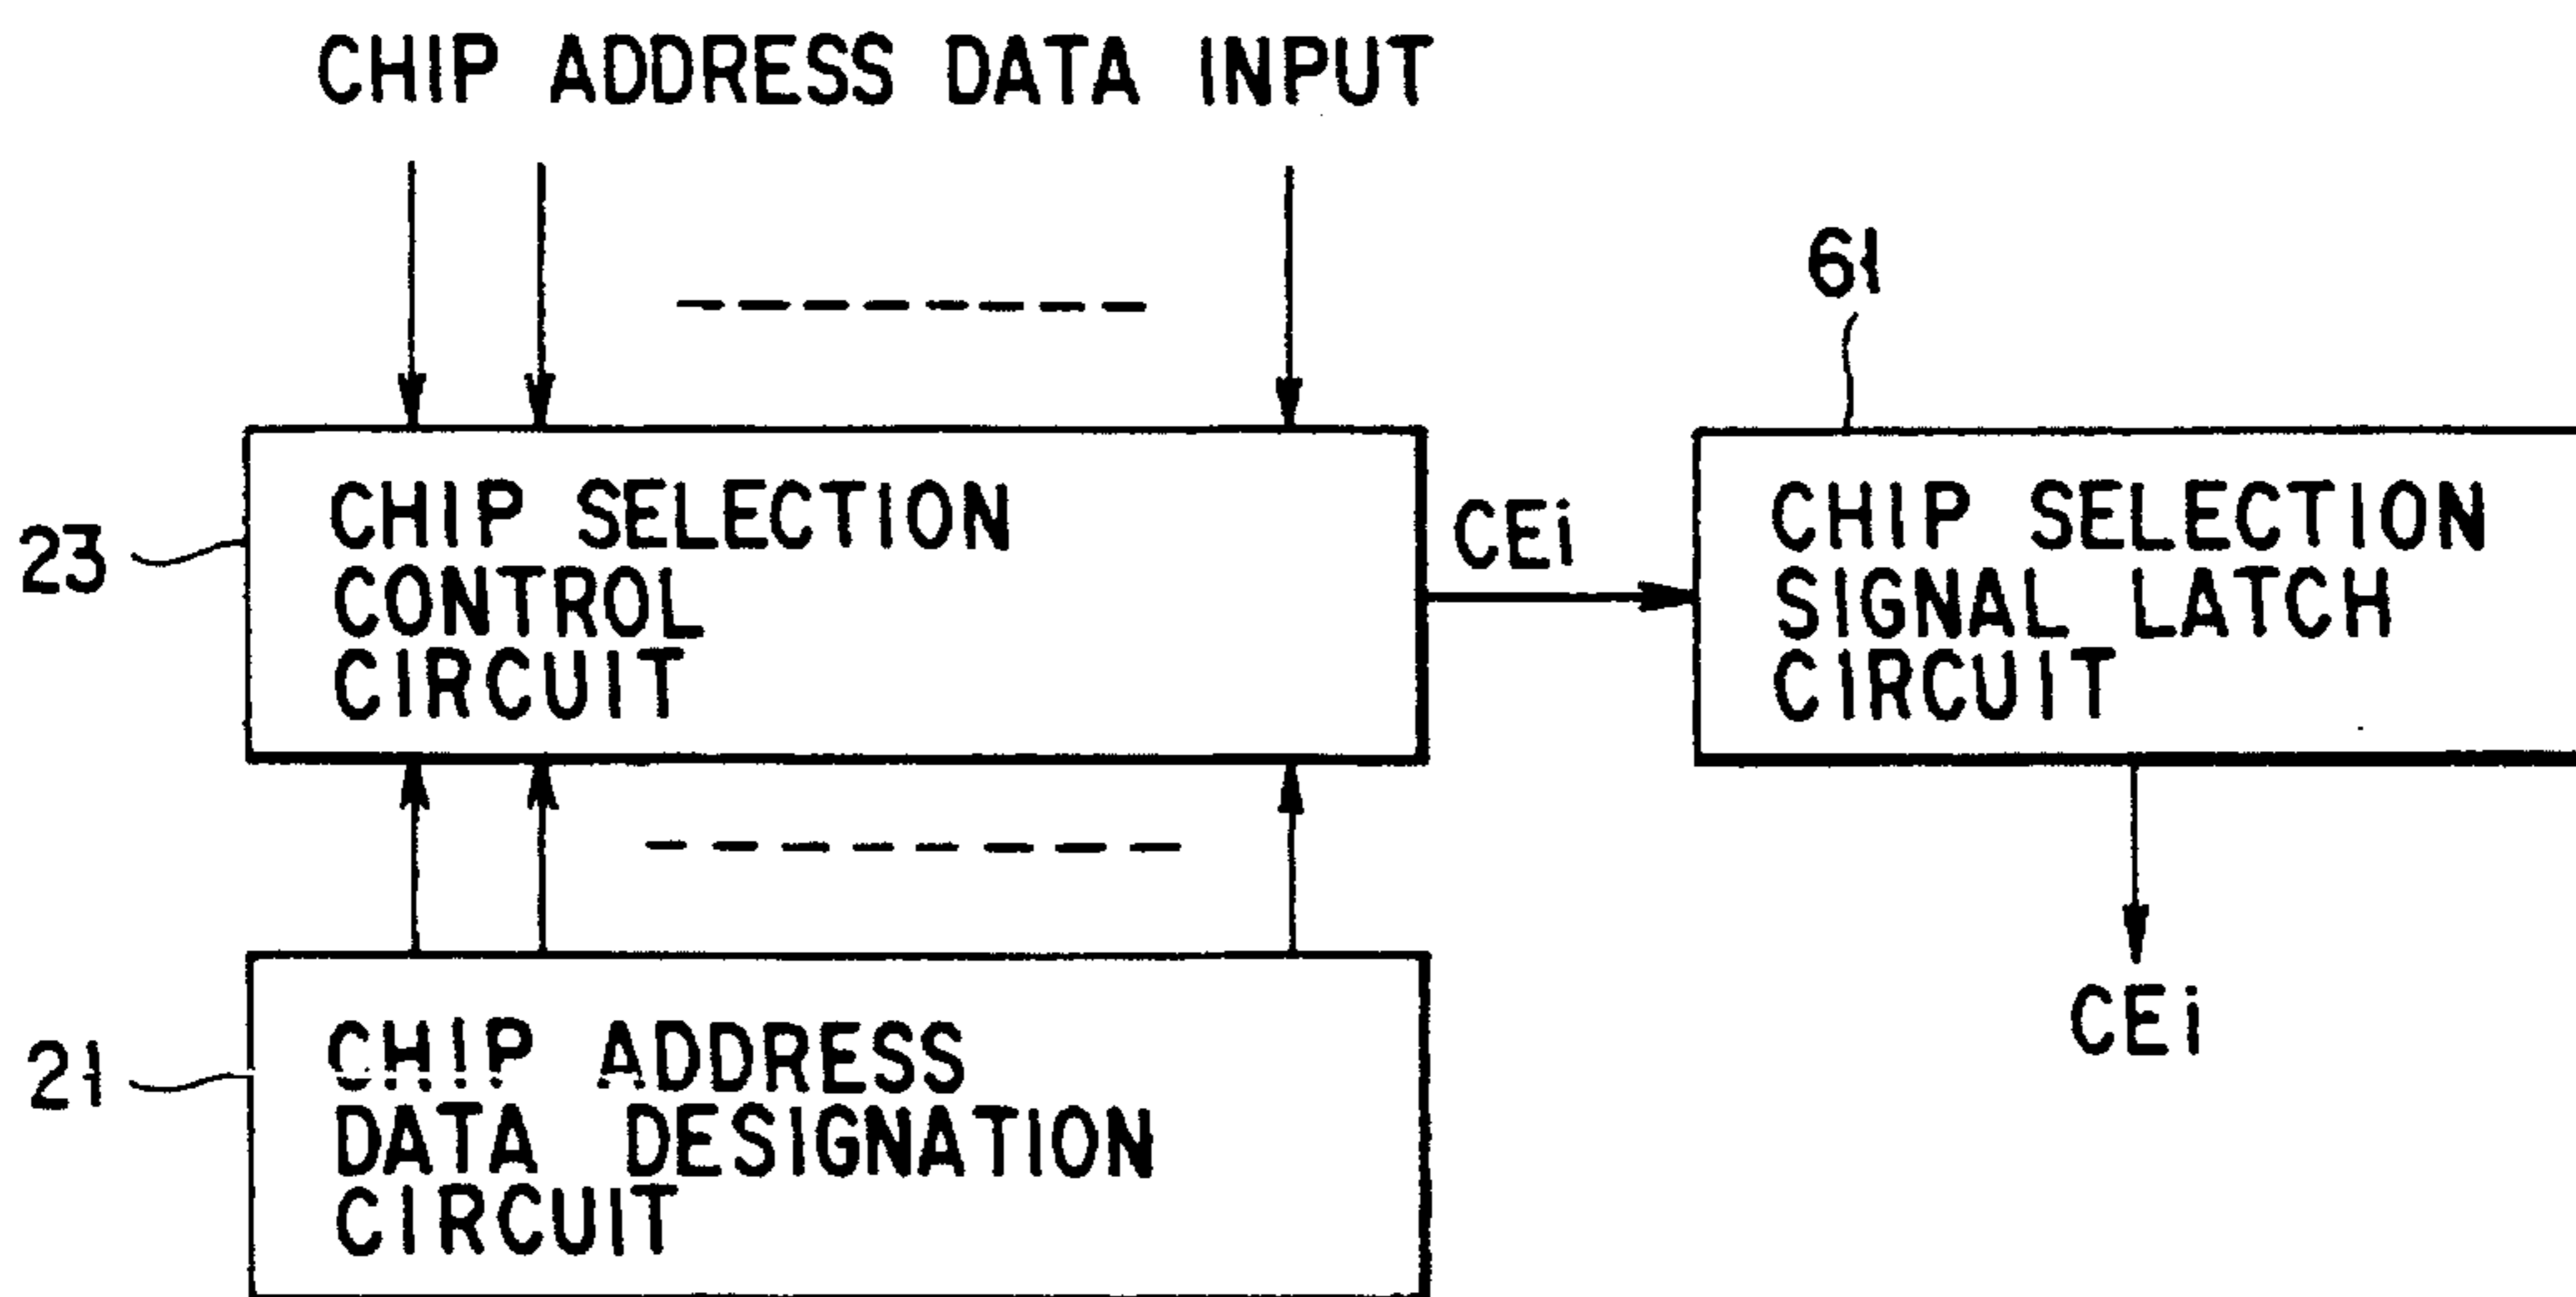 CHIP ADDRESS DATA INPUT
61
23
CHIP SELECTION
CONTROL
CIRCUIT
CEi
CHIP SELECTION
SIGNAL LATCH
CIRCUIT
CEi
21
CHIP ADDRESS
DATA DESIGNATION
CIRCUIT